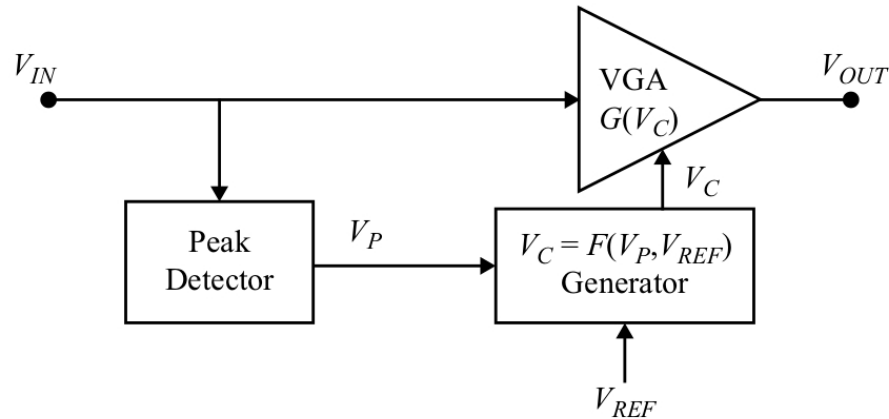 V_IN
VGA
G(V_C)
V_OUT
V_C
Peak
Detector
V_P
V_C = F(V_P, V_REF)
Generator
V_REF